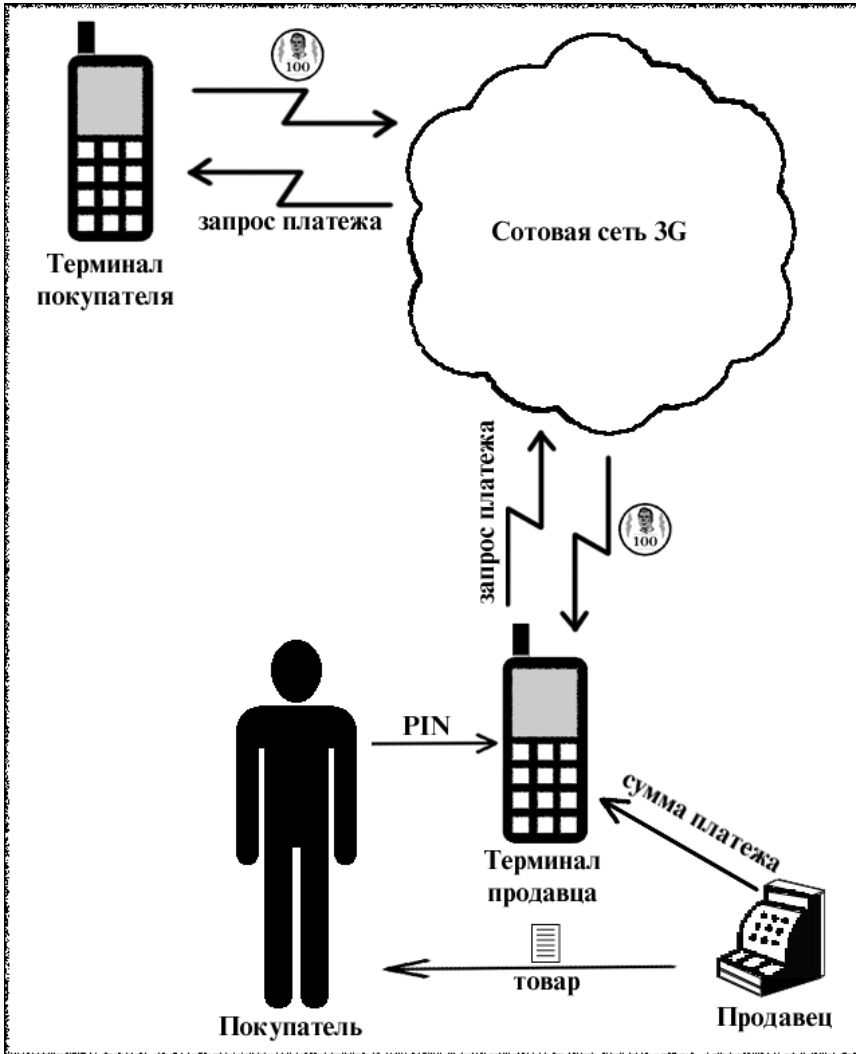 100
запрос платежа
Терминал
покупателя
Сотовая сеть 3G
запрос платежа
100
PIN
сумма платежа
Терминал
продавца
товар
Покупатель
Продавец